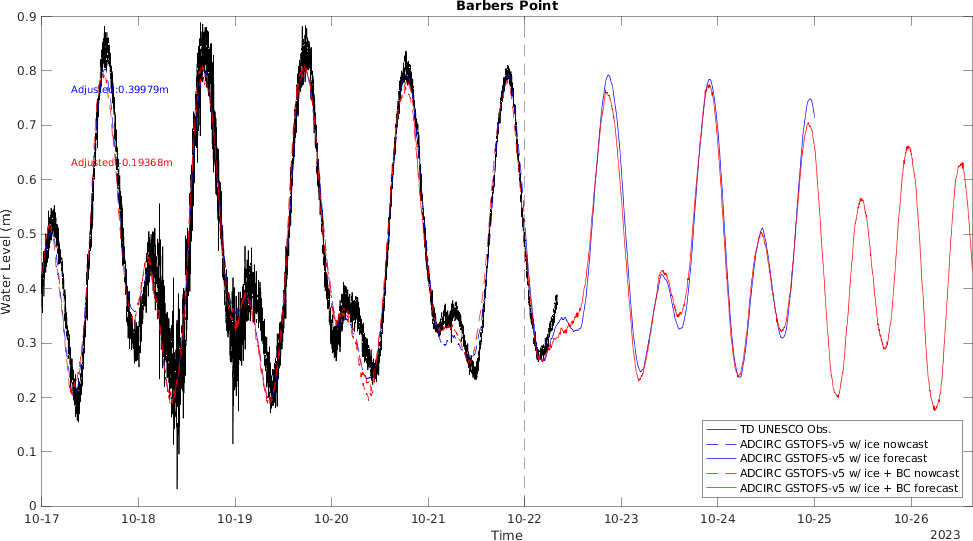 Barbers Point
0.9
0.8
0.7
0.6
0.5
0.4
0.3
0.2
0.1
0
Water Level (m)
Adjusted:0.39979m
Adjusted:-0.19368m
TD UNESCO Obs.
ADCIRC GSTOFS-v5 w/ ice nowcast
ADCIRC GSTOFS-v5 w/ ice forecast
ADCIRC GSTOFS-v5 w/ ice + BC nowcast
ADCIRC GSTOFS-v5 w/ ice + BC forecast
10-17 10-18 10-19 10-20 10-21 10-22 10-23 10-24 10-25 10-26
Time
2023